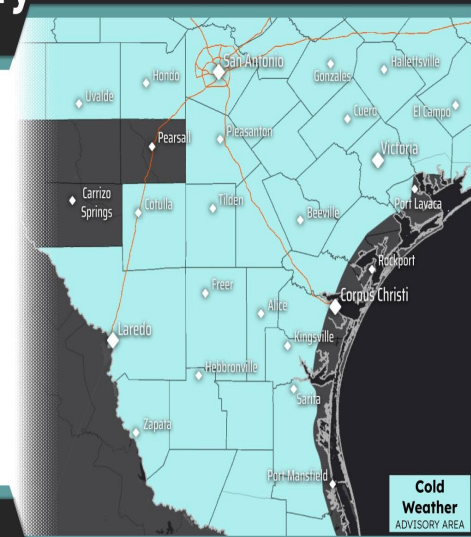 y
San Antonio
Hondo
Gonzales
Hallettsville
Uvalde
Cuero
El Campo
Pearsall
Pleasanton
Victoria
Carrizo
Springs
Cotulla
Tilden
Beeville
Port Lavaca
Rockport
Freer
Alice
Corpus Christi
Laredo
Kingsville
Hebbronville
Sarita
Zapata
Port Mansfield
Cold
Weather
ADVISORY AREA